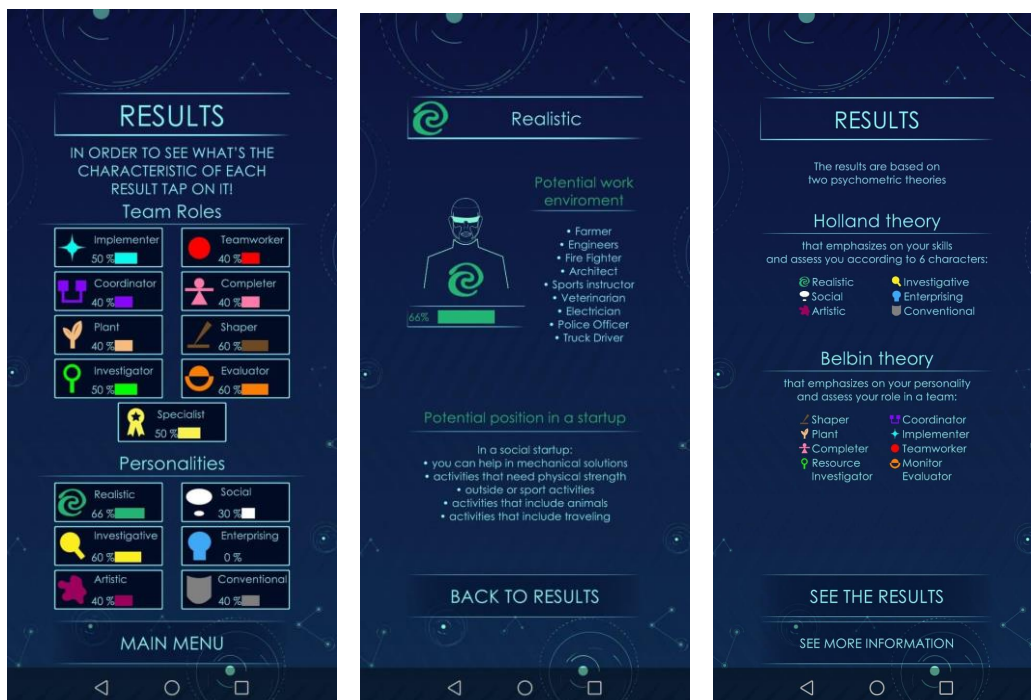 RESULTS
IN ORDER TO SEE WHAT'S THE
CHARACTERISTIC OF EACH
RESULT TAP ON IT!
Team Roles
Implementer
50 %
Teamworker
40 %
Coordinator
40 %
Completer
40 %
Plant
40 %
Shaper
60 %
Investigator
50 %
Evaluator
60 %
Specialist
50 %
Personalities
Realistic
66 %
Social
30 %
Investigative
60 %
Enterprising
0 %
Artistic
40 %
Conventional
40 %
MAIN MENU
Realistic
Potential work
enviroment
• Farmer
• Engineers
• Fire Fighter
• Architect
• Sports instructor
• Veterinarian
• Electrician
• Police Officer
• Truck Driver
66%
Potential position in a startup
In a social startup:
• you can help in mechanical solutions
• activities that need physical strength
• outside or sport activities
• activities that include animals
• activities that include traveling
BACK TO RESULTS
RESULTS
The results are based on
two psychometric theories
Holland theory
that emphasizes on your skills
and assess you according to 6 characters:
Realistic
Investigative
Social
Enterprising
Artistic
Conventional
Belbin theory
that emphasizes on your personality
and assess your role in a team:
Shaper
Coordinator
Plant
Implementer
Completer
Teamworker
Resource
Investigator
Monitor
Evaluator
SEE THE RESULTS
SEE MORE INFORMATION